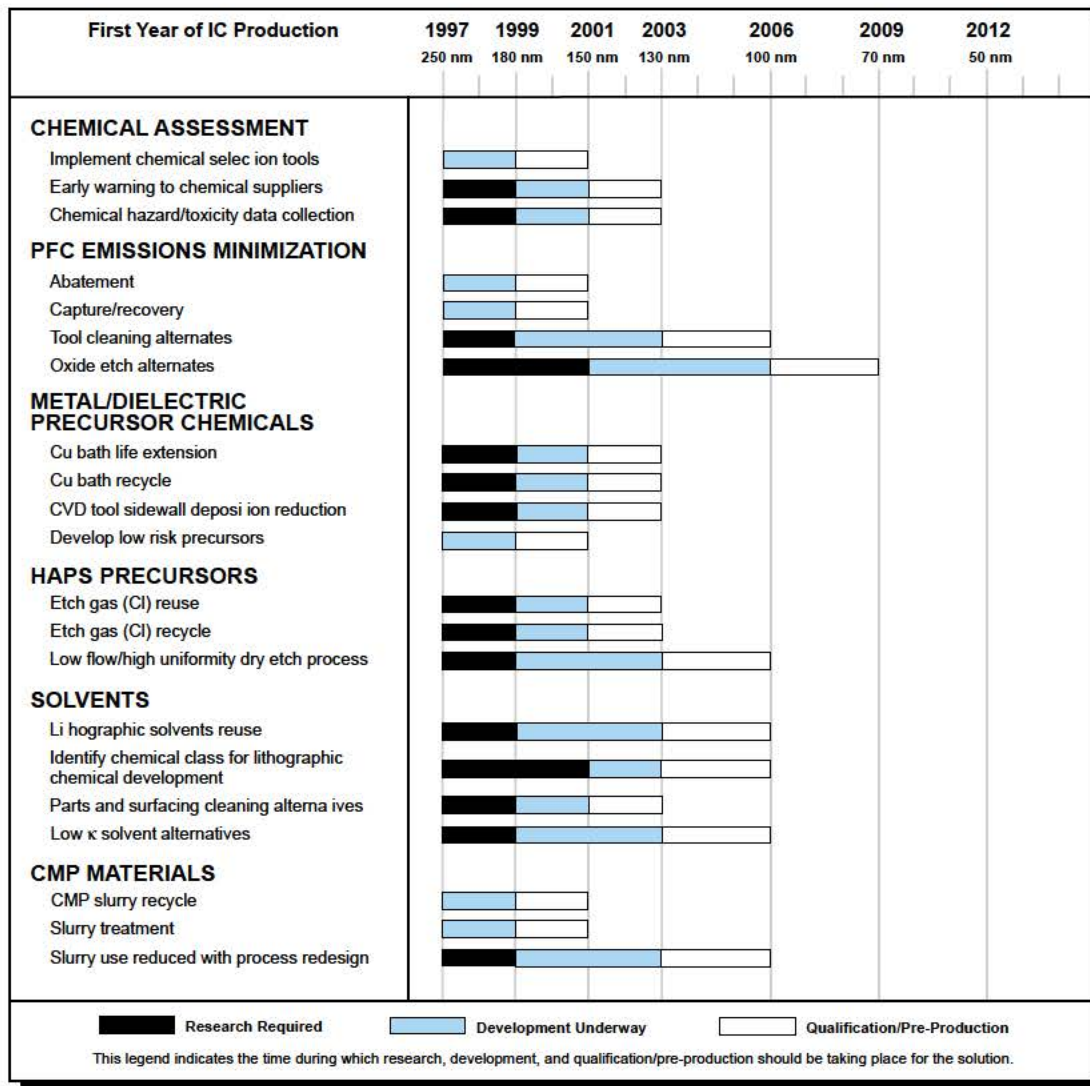 First Year of IC Production
1997 1999 2001 2003 2006 2009 2012
250 nm 180 nm 150 nm 130 nm 100 nm 70 nm 50 nm
CHEMICAL ASSESSMENT
Implement chemical selec ion tools
Early warning to chemical suppliers
Chemical hazard/toxicity data collection
PFC EMISSIONS MINIMIZATION
Abatement
Capture/recovery
Tool cleaning alternates
Oxide etch alternates
METAL/DIELECTRIC
PRECURSOR CHEMICALS
Cu bath life extension
Cu bath recycle
CVD tool sidewall deposi ion reduction
Develop low risk precursors
HAPS PRECURSORS
Etch gas (Cl) reuse
Etch gas (Cl) recycle
Low flow/high uniformity dry etch process
SOLVENTS
Li hographic solvents reuse
Identify chemical class for lithographic
chemical development
Parts and surfacing cleaning alterna ives
Low κ solvent alternatives
CMP MATERIALS
CMP slurry recycle
Slurry treatment
Slurry use reduced with process redesign
Research Required Development Underway Qualification/Pre-Production
This legend indicates the time during which research, development, and qualification/pre-production should be taking place for the solution.